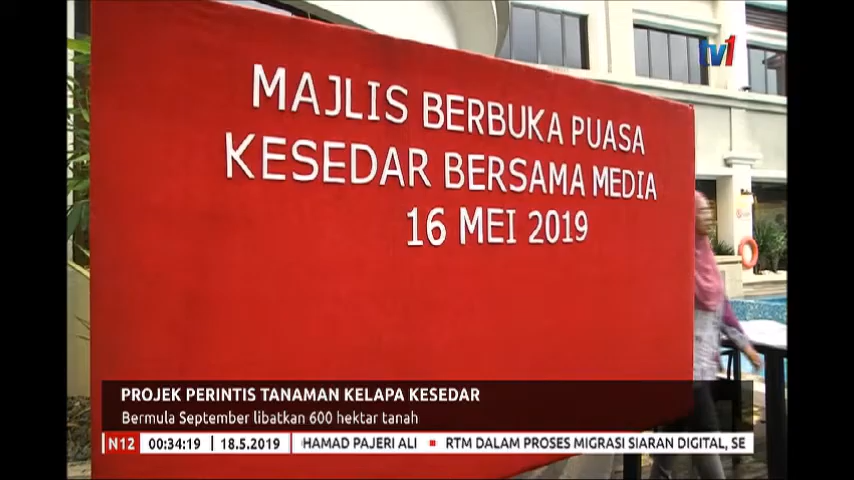 tv1
MAJLIS BERBUKA PUASA
KESEDAR BERSAMA MEDIA
16 MEI 2019
PROJEK PERINTIS TANAMAN KELAPA KESEDAR
Bermula September libatkan 600 hektar tanah
N12 00:34:19 18.5.2019 HAMAD PAJERI ALI RTM DALAM PROSES MIGRASI SIARAN DIGITAL, SE